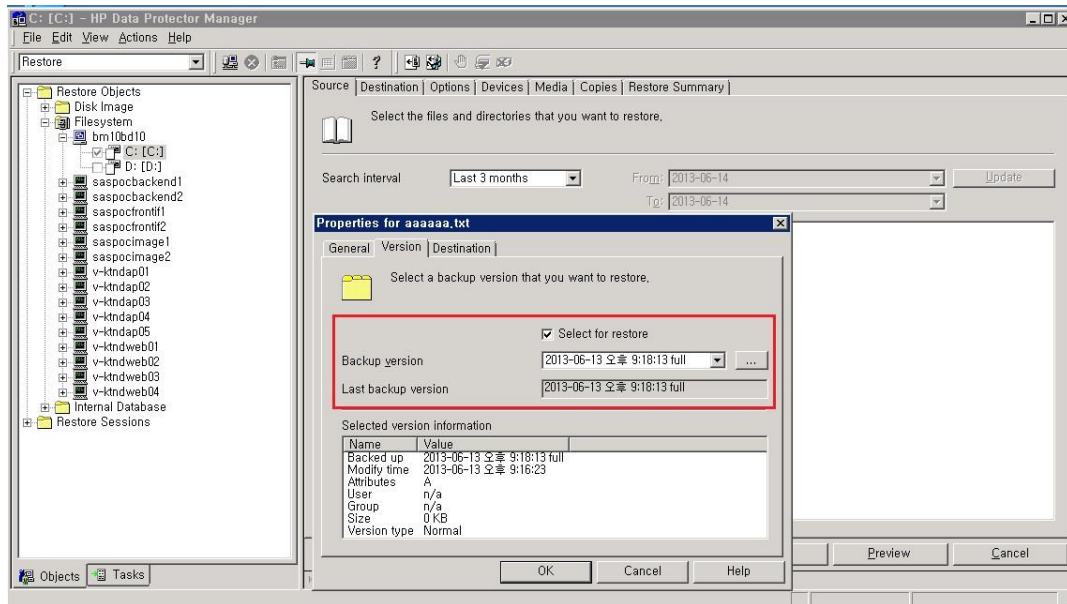 C: [C:] - HP Data Protector Manager
File Edit View Actions Help
Restore
Restore Objects
Disk Image
Filesystem
bm10bd10
C: [C:]
D: [D:]
saspocbackend1
saspocbackend2
saspocfrontif1
saspocfrontif2
saspocimage1
saspocimage2
v-ktndap01
v-ktndap02
v-ktndap03
v-ktndap04
v-ktndap05
v-ktndweb01
v-ktndweb02
v-ktndweb03
v-ktndweb04
Internal Database
Restore Sessions
Objects Tasks
Source Destination Options Devices Media Copies Restore Summary
Select the files and directories that you want to restore.
Search interval Last 3 months From: 2013-06-14 Update
To: 2013-06-14
Properties for aaaaaa.txt
General Version Destination
Select a backup version that you want to restore.
Select for restore
Backup version 2013-06-13 오후 9:18:13 full ...
Last backup version 2013-06-13 오후 9:18:13 full
Selected version information
Name Value
Backed up 2013-06-13 오후 9:18:13 full
Modify time 2013-06-13 오후 9:16:23
Attributes A
User n/a
Group n/a
Size 0 KB
Version type Normal
OK Cancel Help
Preview Cancel